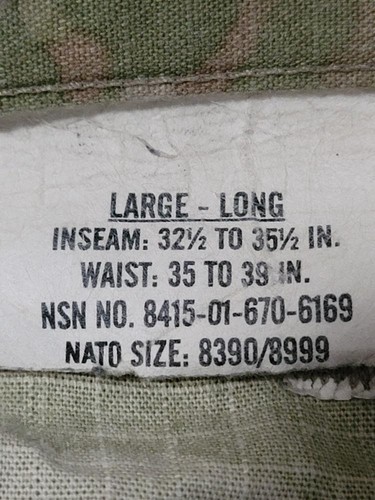 LARGE - LONG
INSEAM: 32½ TO 35½ IN.
WAIST: 35 TO 39 IN.
NSN NO. 8415-01-670-6169
NATO SIZE: 8390/8999